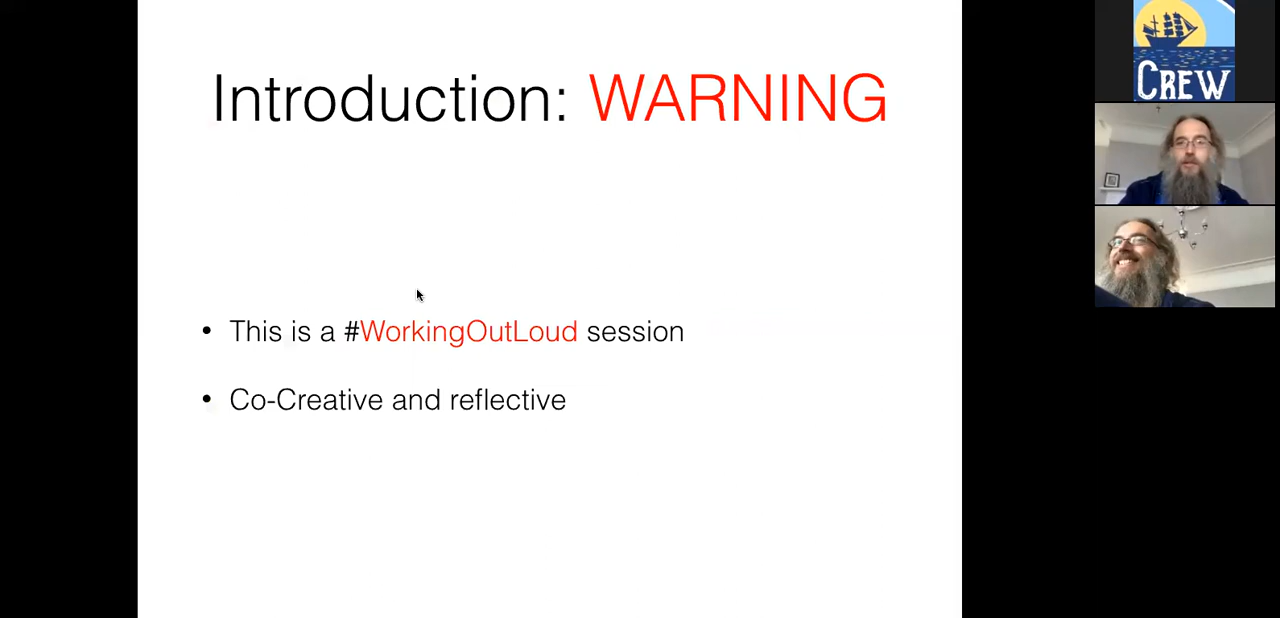 Introduction: WARNING
• This is a #WorkingOutLoud session
• Co-Creative and reflective
CREW